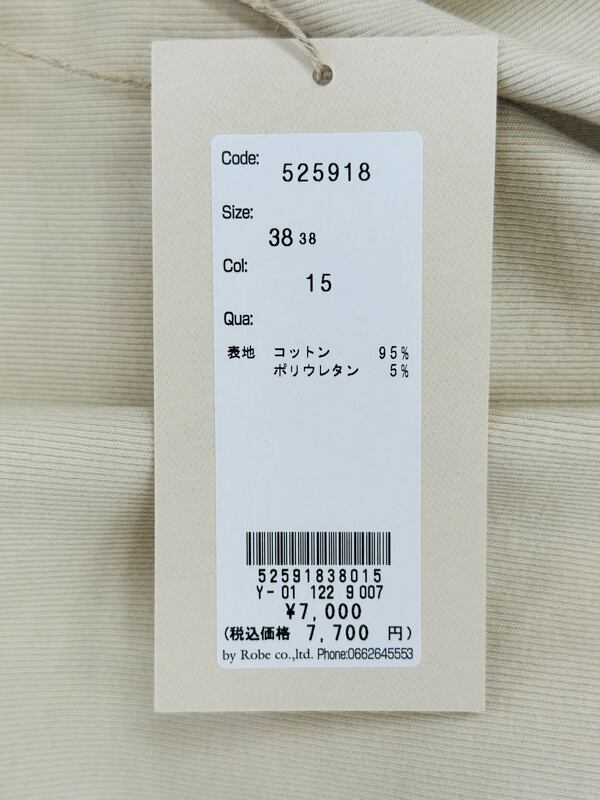 Code:
525918
Size:
38 38
Col:
15
Qua:
表地 コットン 95%
ポリウレタン 5%
52591838015
Y-01 122 9007
¥7,000
(税込価格 7,700 円)
by Robe co.,ltd. Phone:0662645553